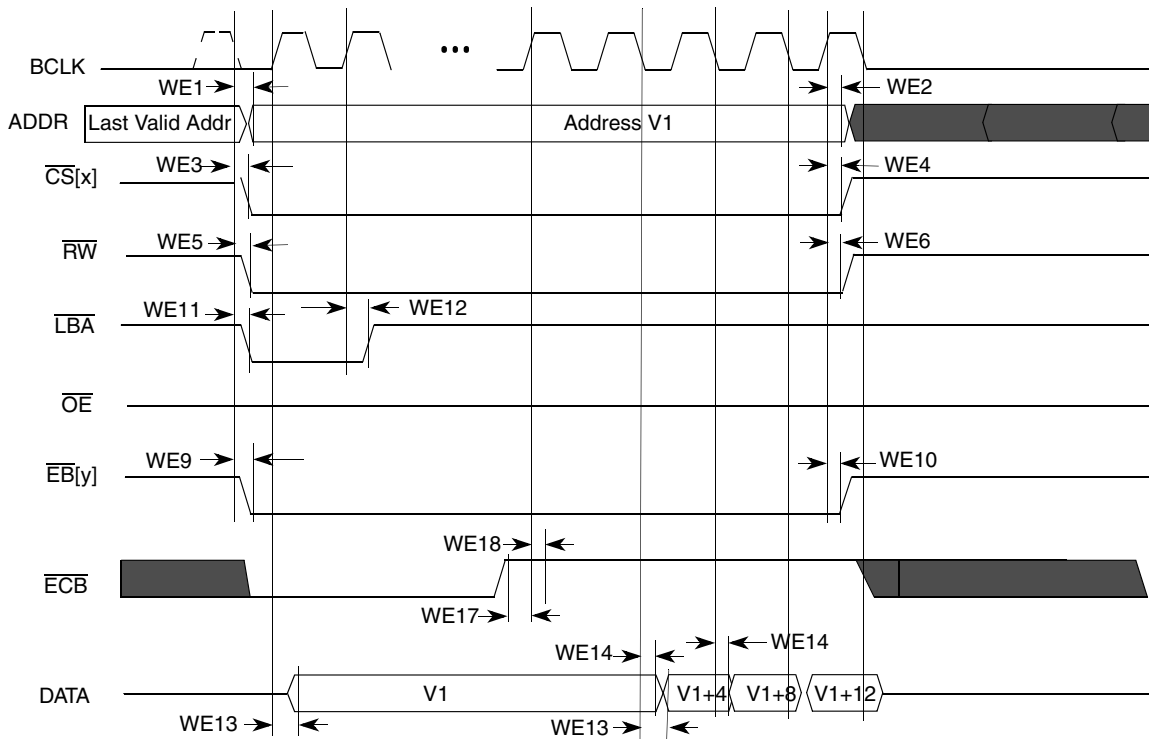 ...
BCLK
WE1
WE2
ADDR
Last Valid Addr
Address V1
WE3
WE4
CS[x]
WE5
WE6
RW
WE11
WE12
LBA
OE
WE9
WE10
EB[y]
WE18
ECB
WE17
WE14
WE14
DATA
V1
V1+4
V1+8
V1+12
WE13
WE13